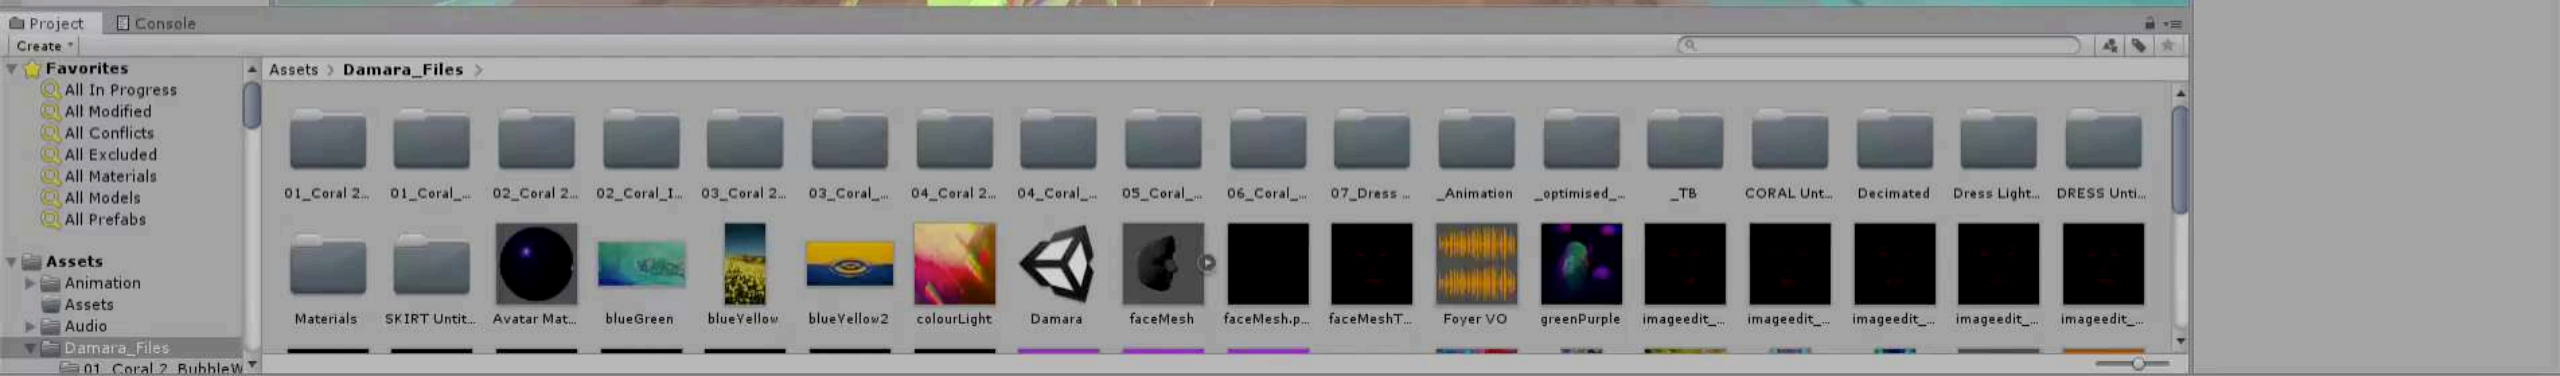 Project Console
Create
Favorites
All In Progress
All Modified
All Conflicts
All Excluded
All Materials
All Models
All Prefabs
Assets
Animation
Assets
Audio
Damara_Files
01_Coral 2_BubbleW
Assets > Damara_Files >
01_Coral 2... 01_Coral_... 02_Coral 2... 02_Coral_I... 03_Coral 2... 03_Coral_... 04_Coral 2... 04_Coral_... 05_Coral_... 06_Coral_... 07_Dress ... _Animation _optimised_... _TB CORAL Unt... Decimated Dress Light... DRESS Unti...
Materials SKIRT Untit... Avatar Mat... blueGreen blueYellow blueYellow2 colourLight Damara faceMesh faceMesh.p... faceMeshT... Foyer VO greenPurple imageedit_... imageedit_... imageedit_... imageedit_... imageedit_...